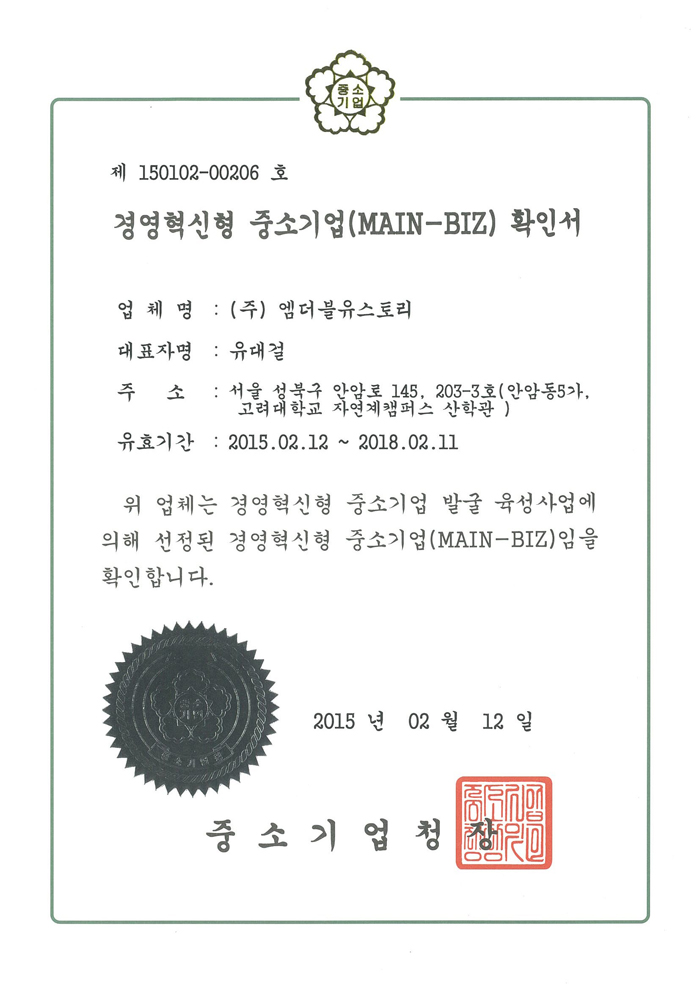 중소
기업
제 150102-00206 호
경영혁신형 중소기업(MAIN-BIZ) 확인서
업 체 명 : (주) 엠더블유스토리
대표자명 : 유대걸
주 소 : 서울 성북구 안암로 145, 203-3호(안암동5가,
고려대학교 자연계캠퍼스 산학관 )
유효기간 : 2015.02.12 ~ 2018.02.11
위 업체는 경영혁신형 중소기업 발굴 육성사업에
의해 선정된 경영혁신형 중소기업(MAIN-BIZ)임을
확인합니다.
2015 년 02 월 12 일
중소기업청
중 소 기 업 청 장